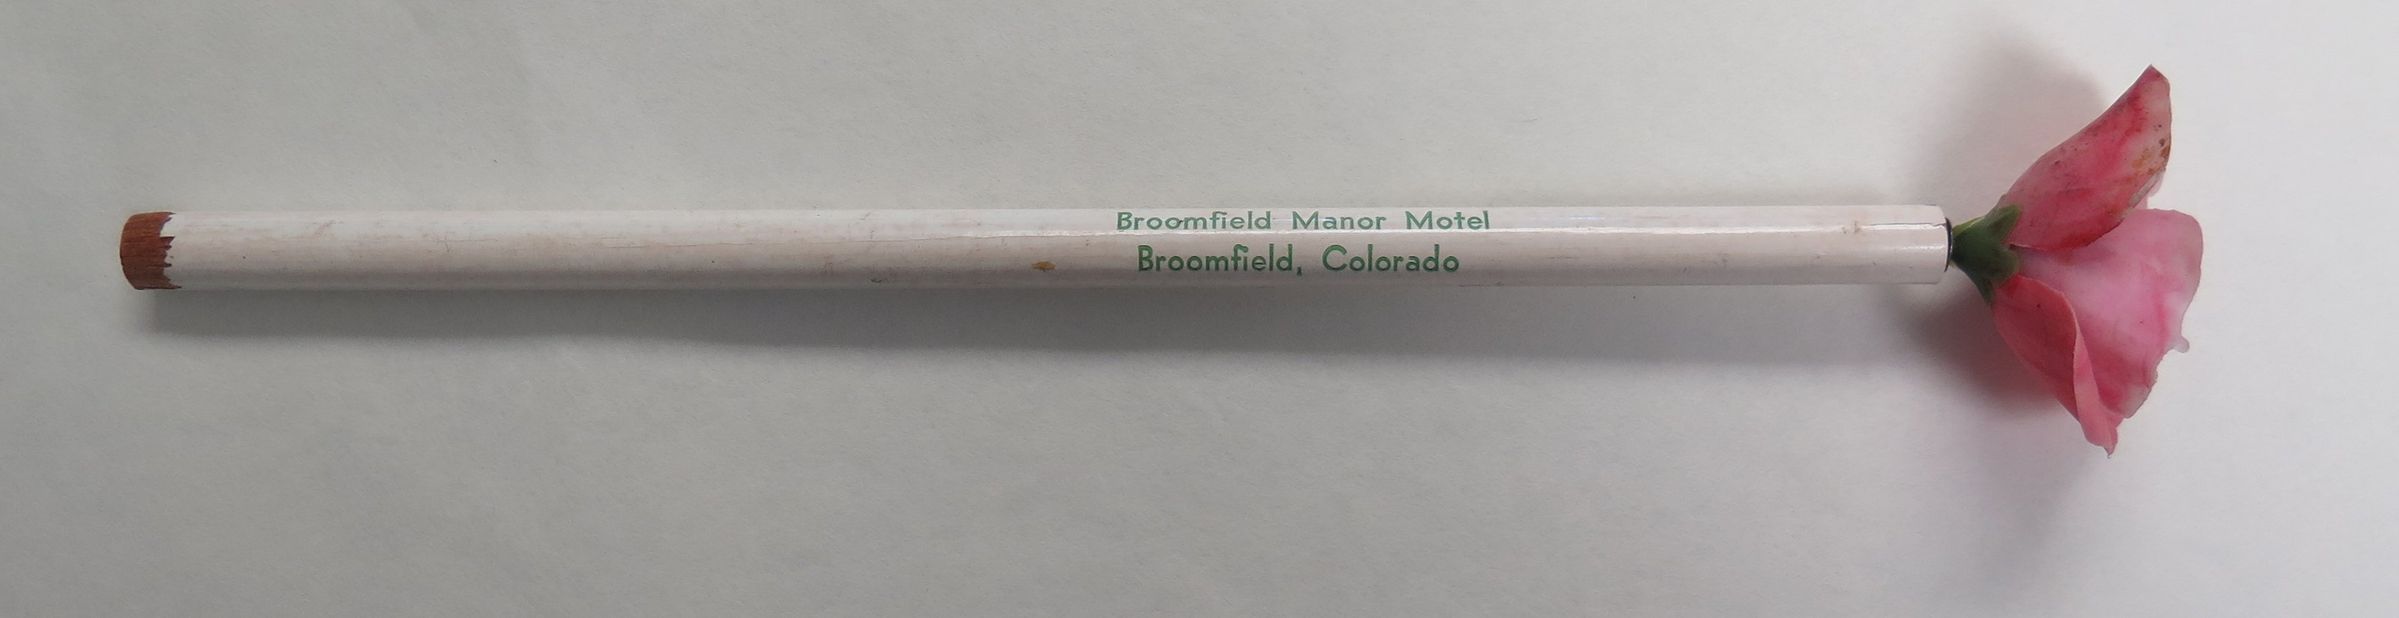 Broomfield Manor Motel
Broomfield, Colorado